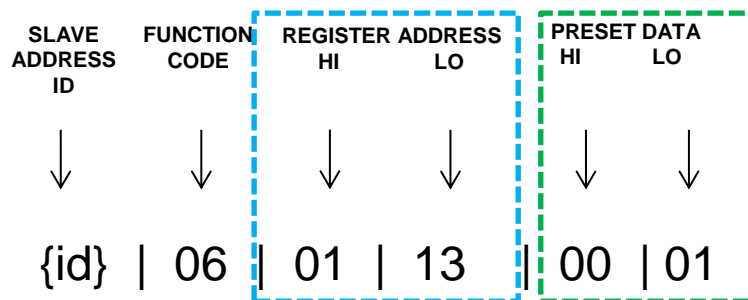 SLAVE ADDRESS ID
FUNCTION CODE
REGISTER ADDRESS
HI LO
PRESET DATA
HI LO
{id} | 06 | 01 | 13 | 00 | 01